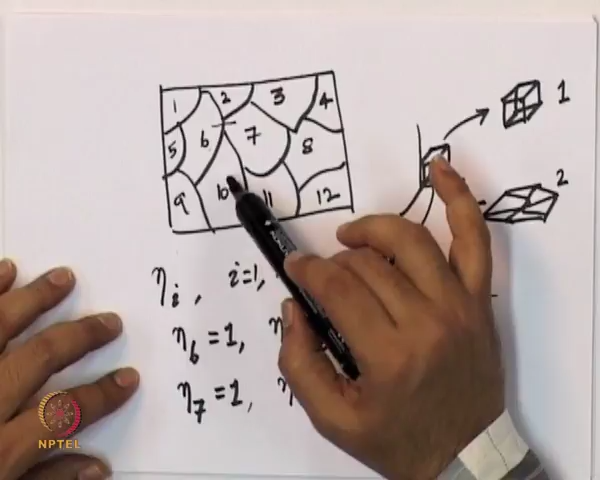 1 2 3 4
5 6 7 8
9 10 11 12
1
2
η_i , i=1,
η_6 = 1, η
η_7 = 1, η
NPTEL